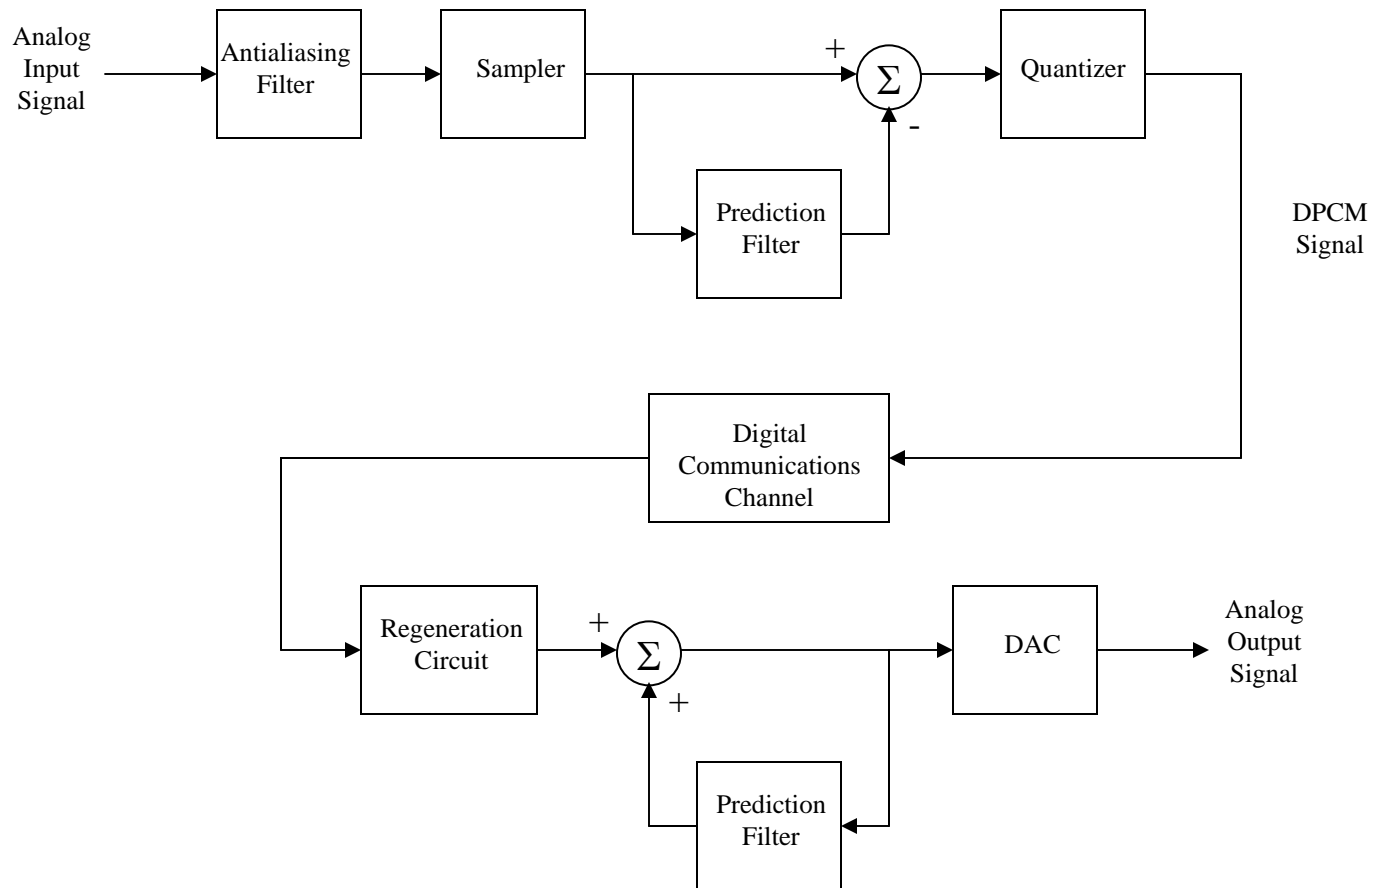 Analog
Input
Signal
Antialiasing
Filter
Sampler
+
Σ
-
Quantizer
Prediction
Filter
DPCM
Signal
Digital
Communications
Channel
Regeneration
Circuit
+
Σ
+
DAC
Analog
Output
Signal
Prediction
Filter